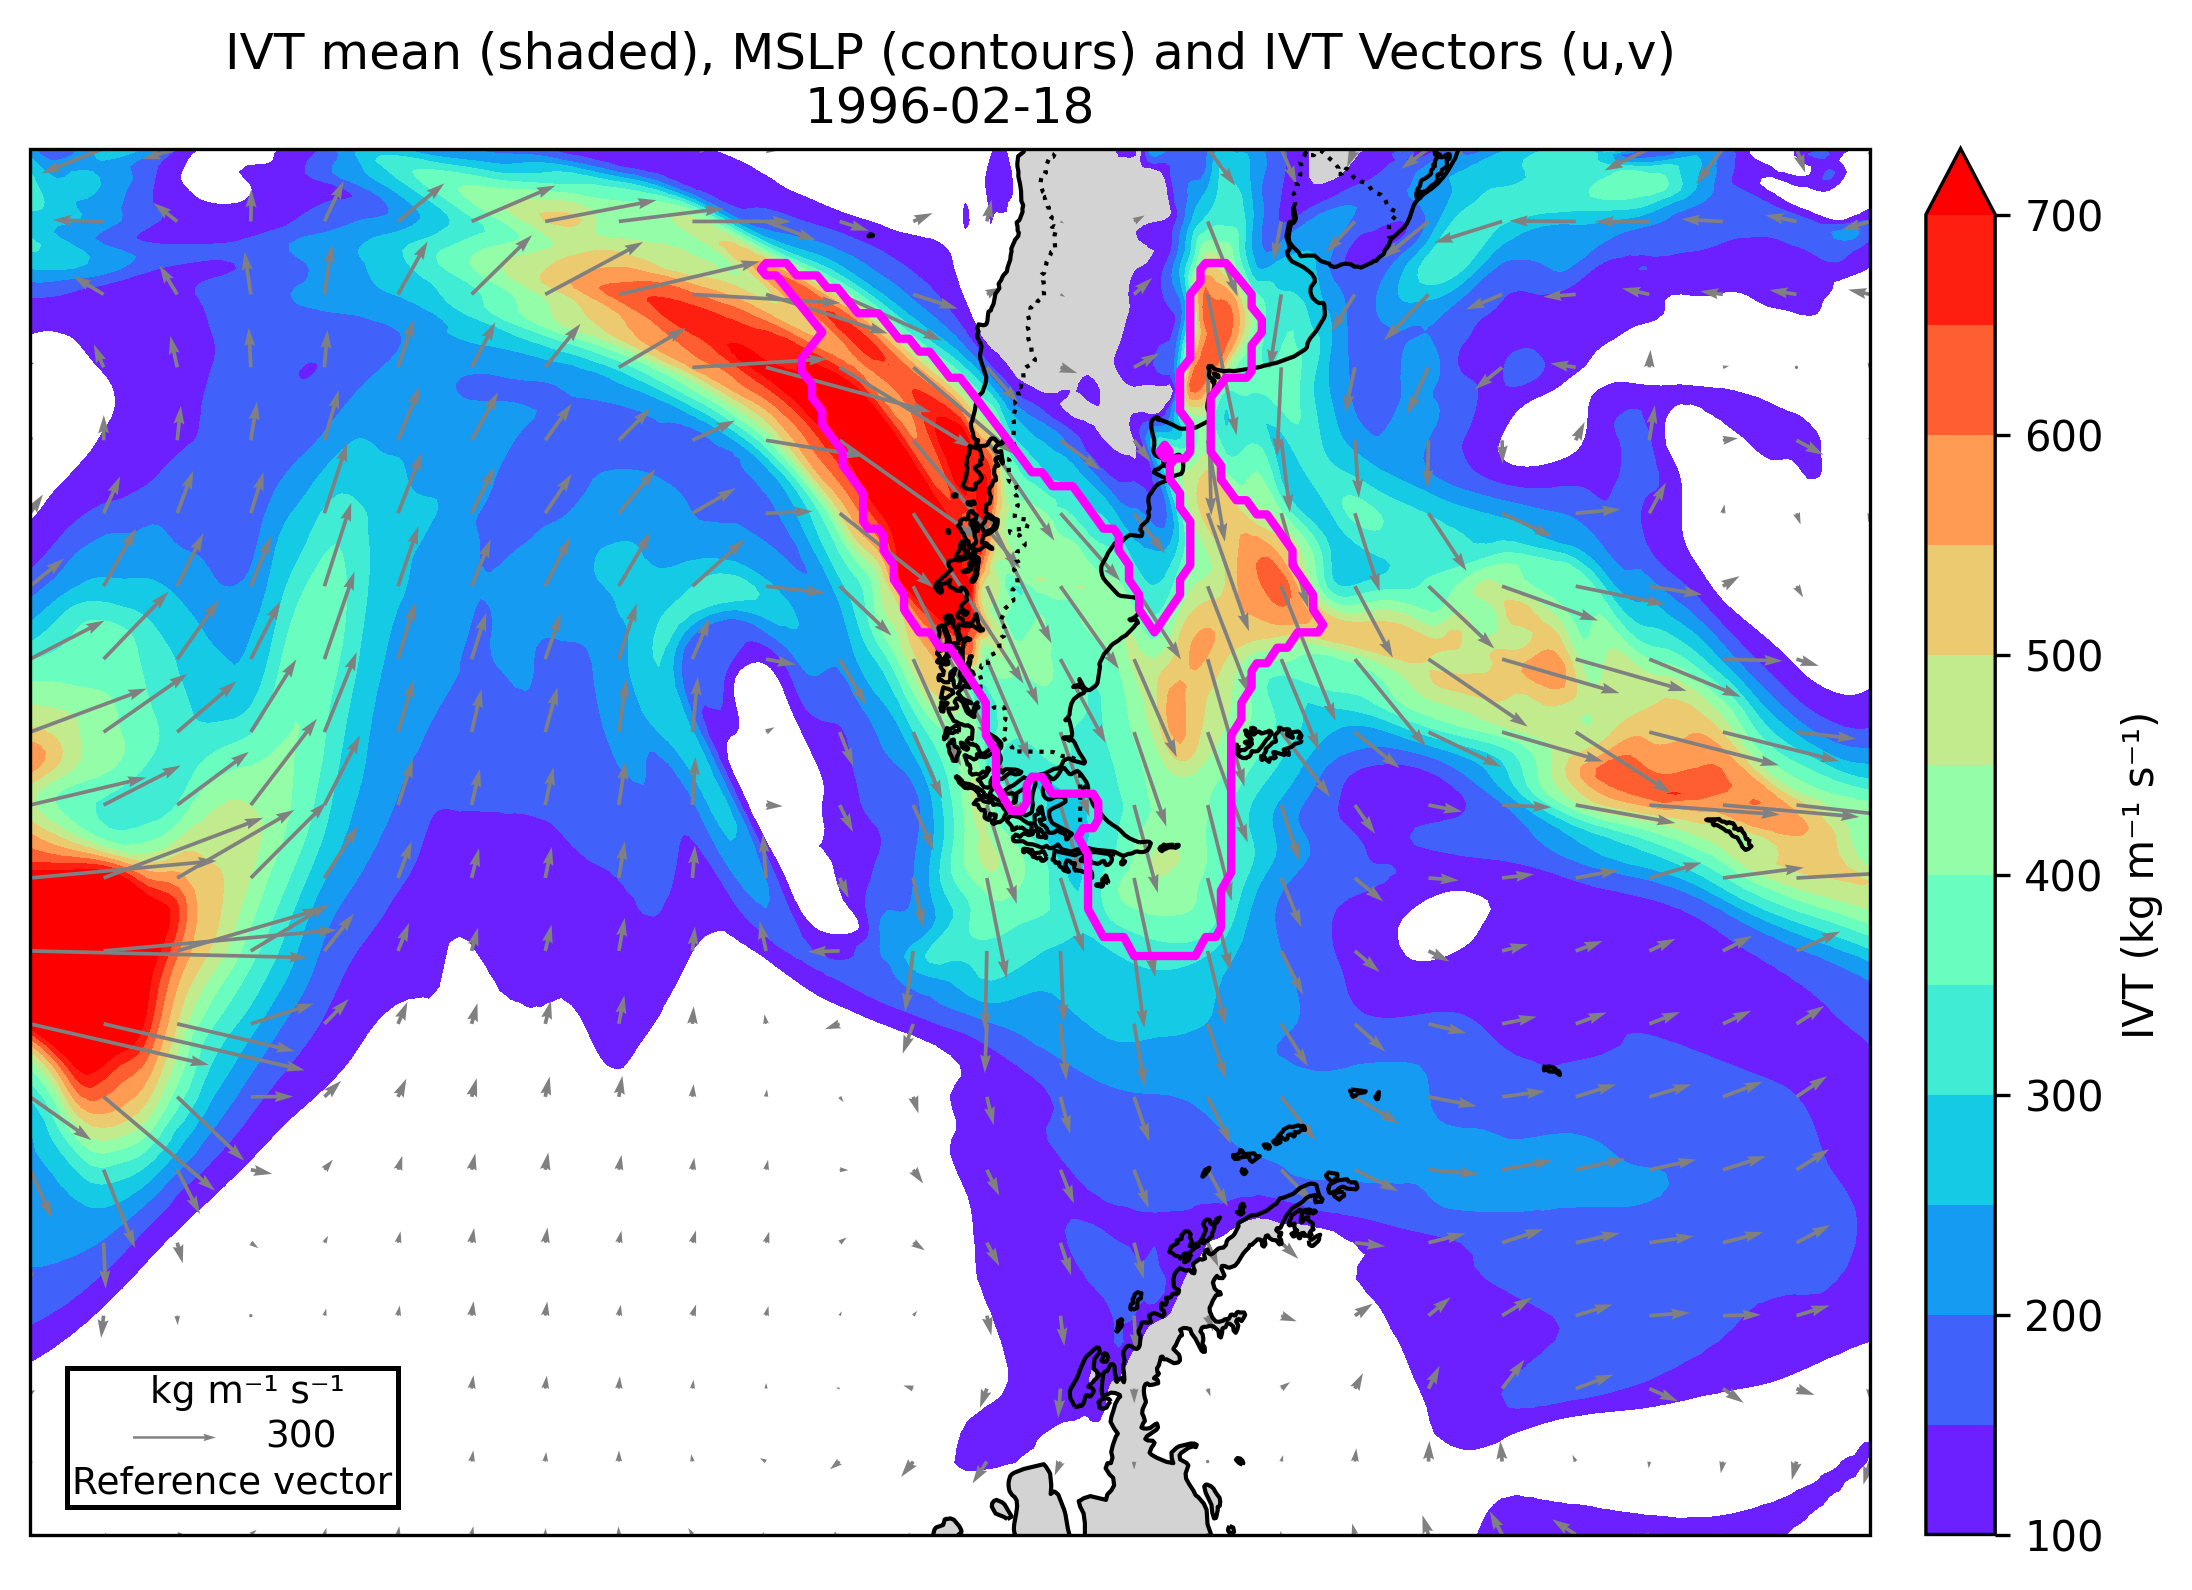 IVT mean (shaded), MSLP (contours) and IVT Vectors (u,v)
1996-02-18
700
600
500
400
300
200
100
IVT (kg m⁻¹ s⁻¹)
kg m⁻¹ s⁻¹
300
Reference vector